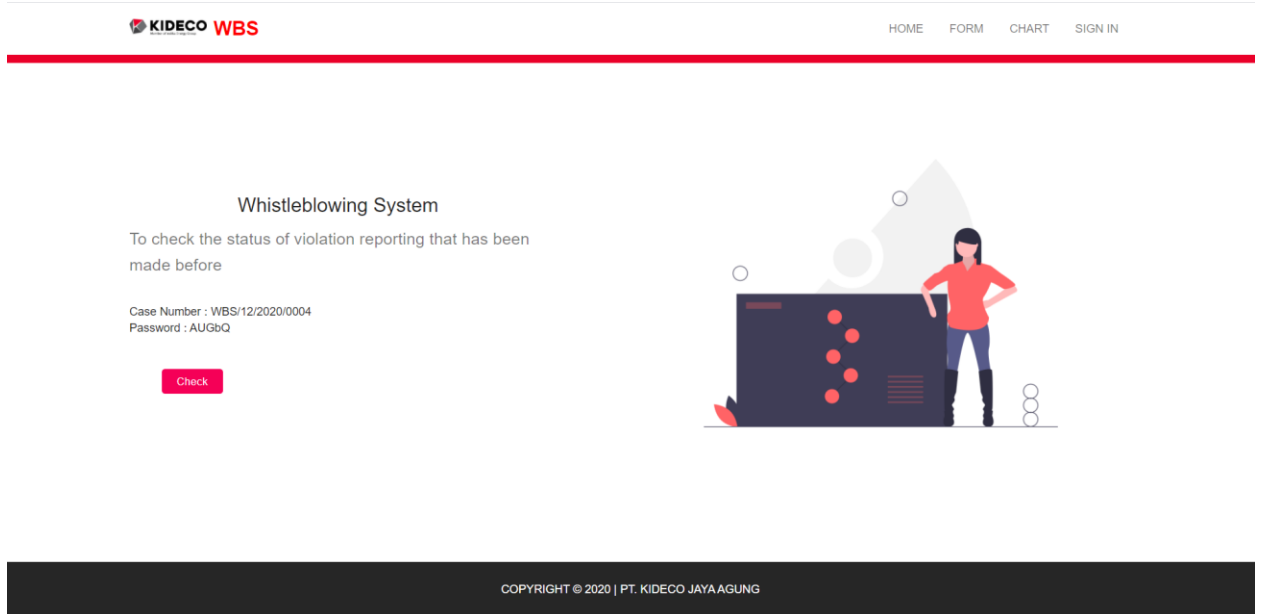 KIDECO WBS
HOME FORM CHART SIGN IN
Whistleblowing System
To check the status of violation reporting that has been
made before
Case Number : WBS/12/2020/0004
Password : AUGbQ
Check
COPYRIGHT © 2020 | PT. KIDECO JAYA AGUNG